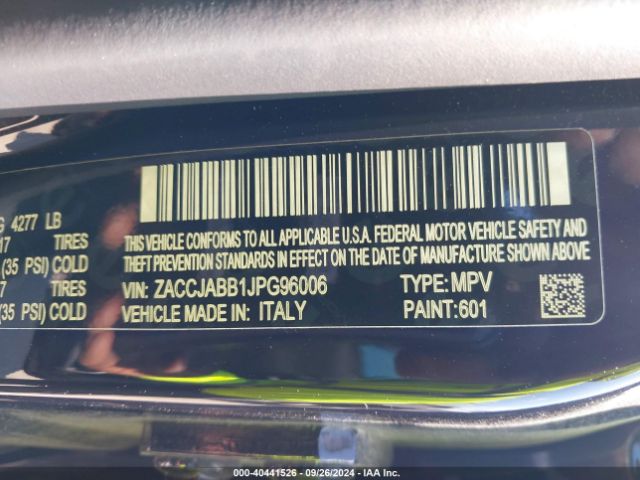 G 4277 LB
17 TIRES
(35 PSI) COLD
7 TIRES
(35 PSI) COLD
THIS VEHICLE CONFORMS TO ALL APPLICABLE U.S.A. FEDERAL MOTOR VEHICLE SAFETY AND
THEFT PREVENTION STANDARDS IN EFFECT ON THE DATE OF MANUFACTURE SHOWN ABOVE
VIN: ZACCJABB1JPG96006 TYPE: MPV
VEHICLE MADE IN: ITALY PAINT:601
000-40441526 - 09/26/2024 - IAA Inc.